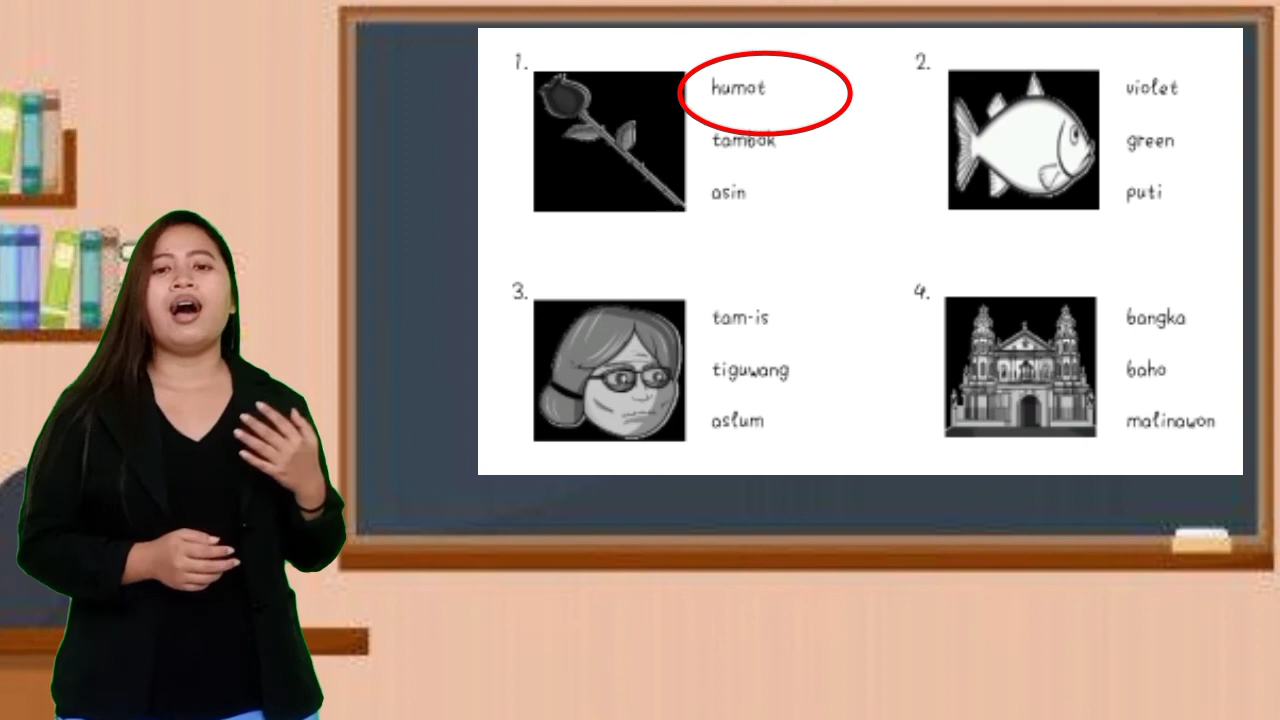 1.
humot
tambok
asin
2.
violet
green
puti
3.
tam-is
tiguwang
aslum
4.
bangka
baho
malinawon